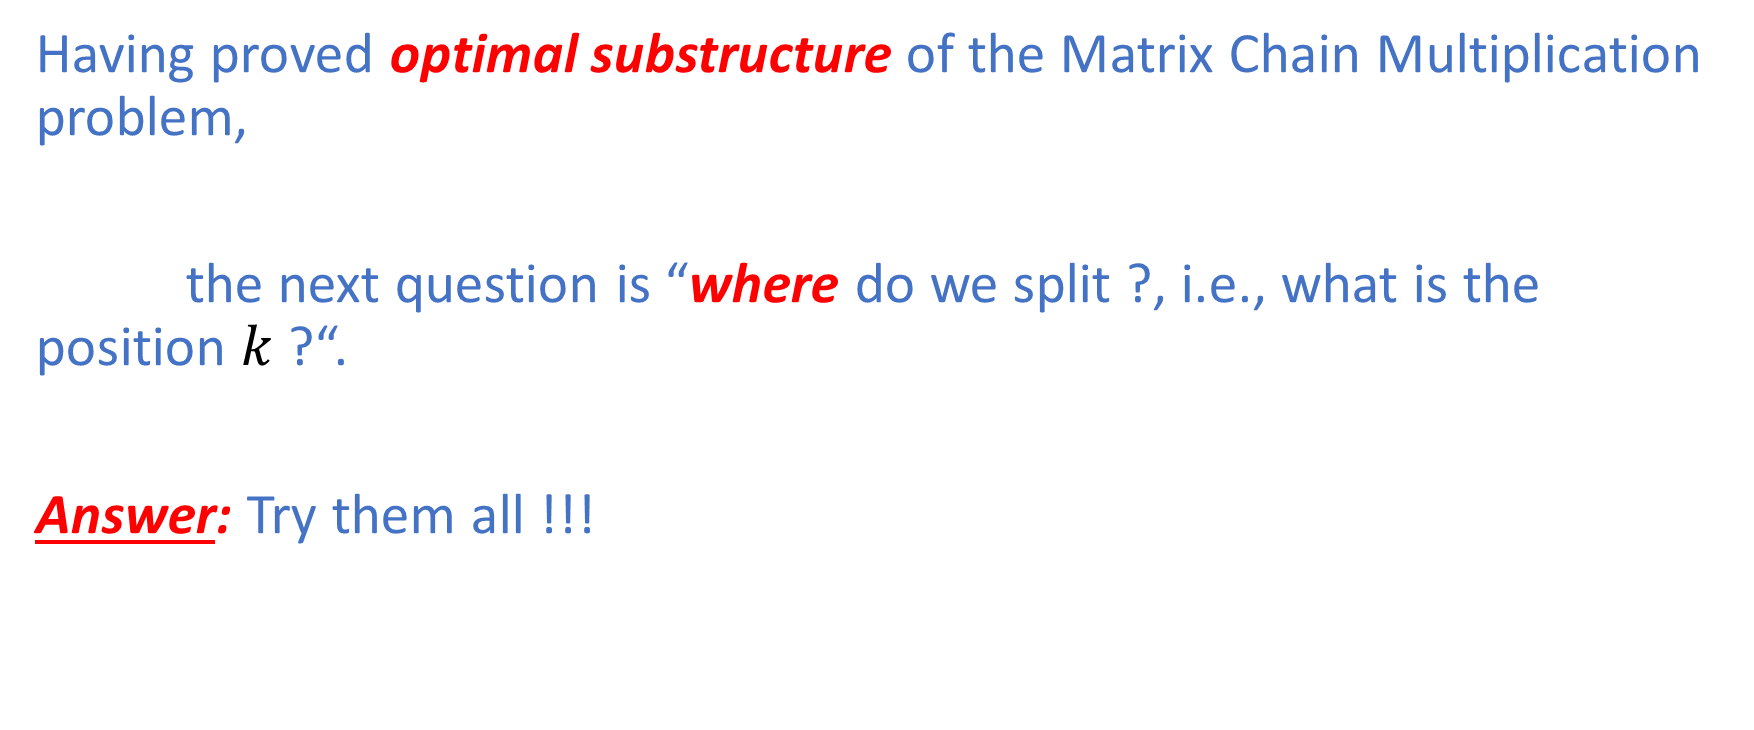 Having proved optimal substructure of the Matrix Chain Multiplication
problem,
the next question is “where do we split ?, i.e., what is the
position k ?“.
Answer: Try them all !!!